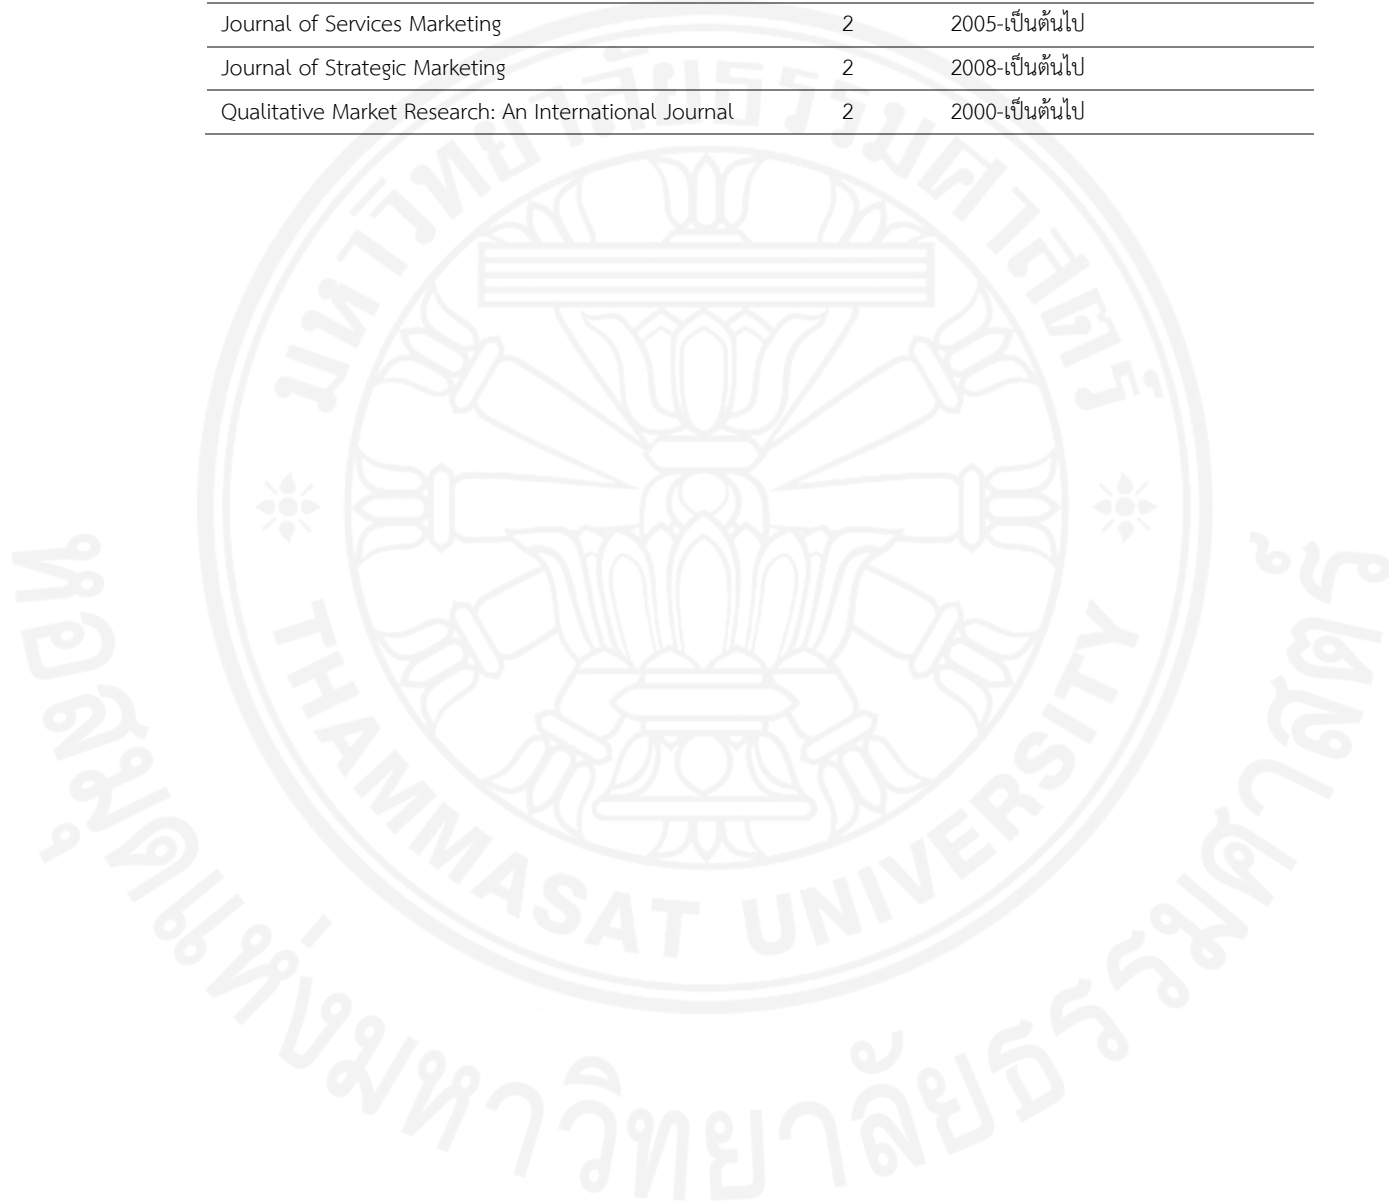 Journal of Services Marketing 2 2005-เป็นต้นไป
Journal of Strategic Marketing 2 2008-เป็นต้นไป
Qualitative Market Research: An International Journal 2 2000-เป็นต้นไป
มหาวิทยาลัยธรรมศาสตร์
THAMMASAT UNIVERSITY
หอสมุดแห่งมหาวิทยาลัยธรรมศาสตร์